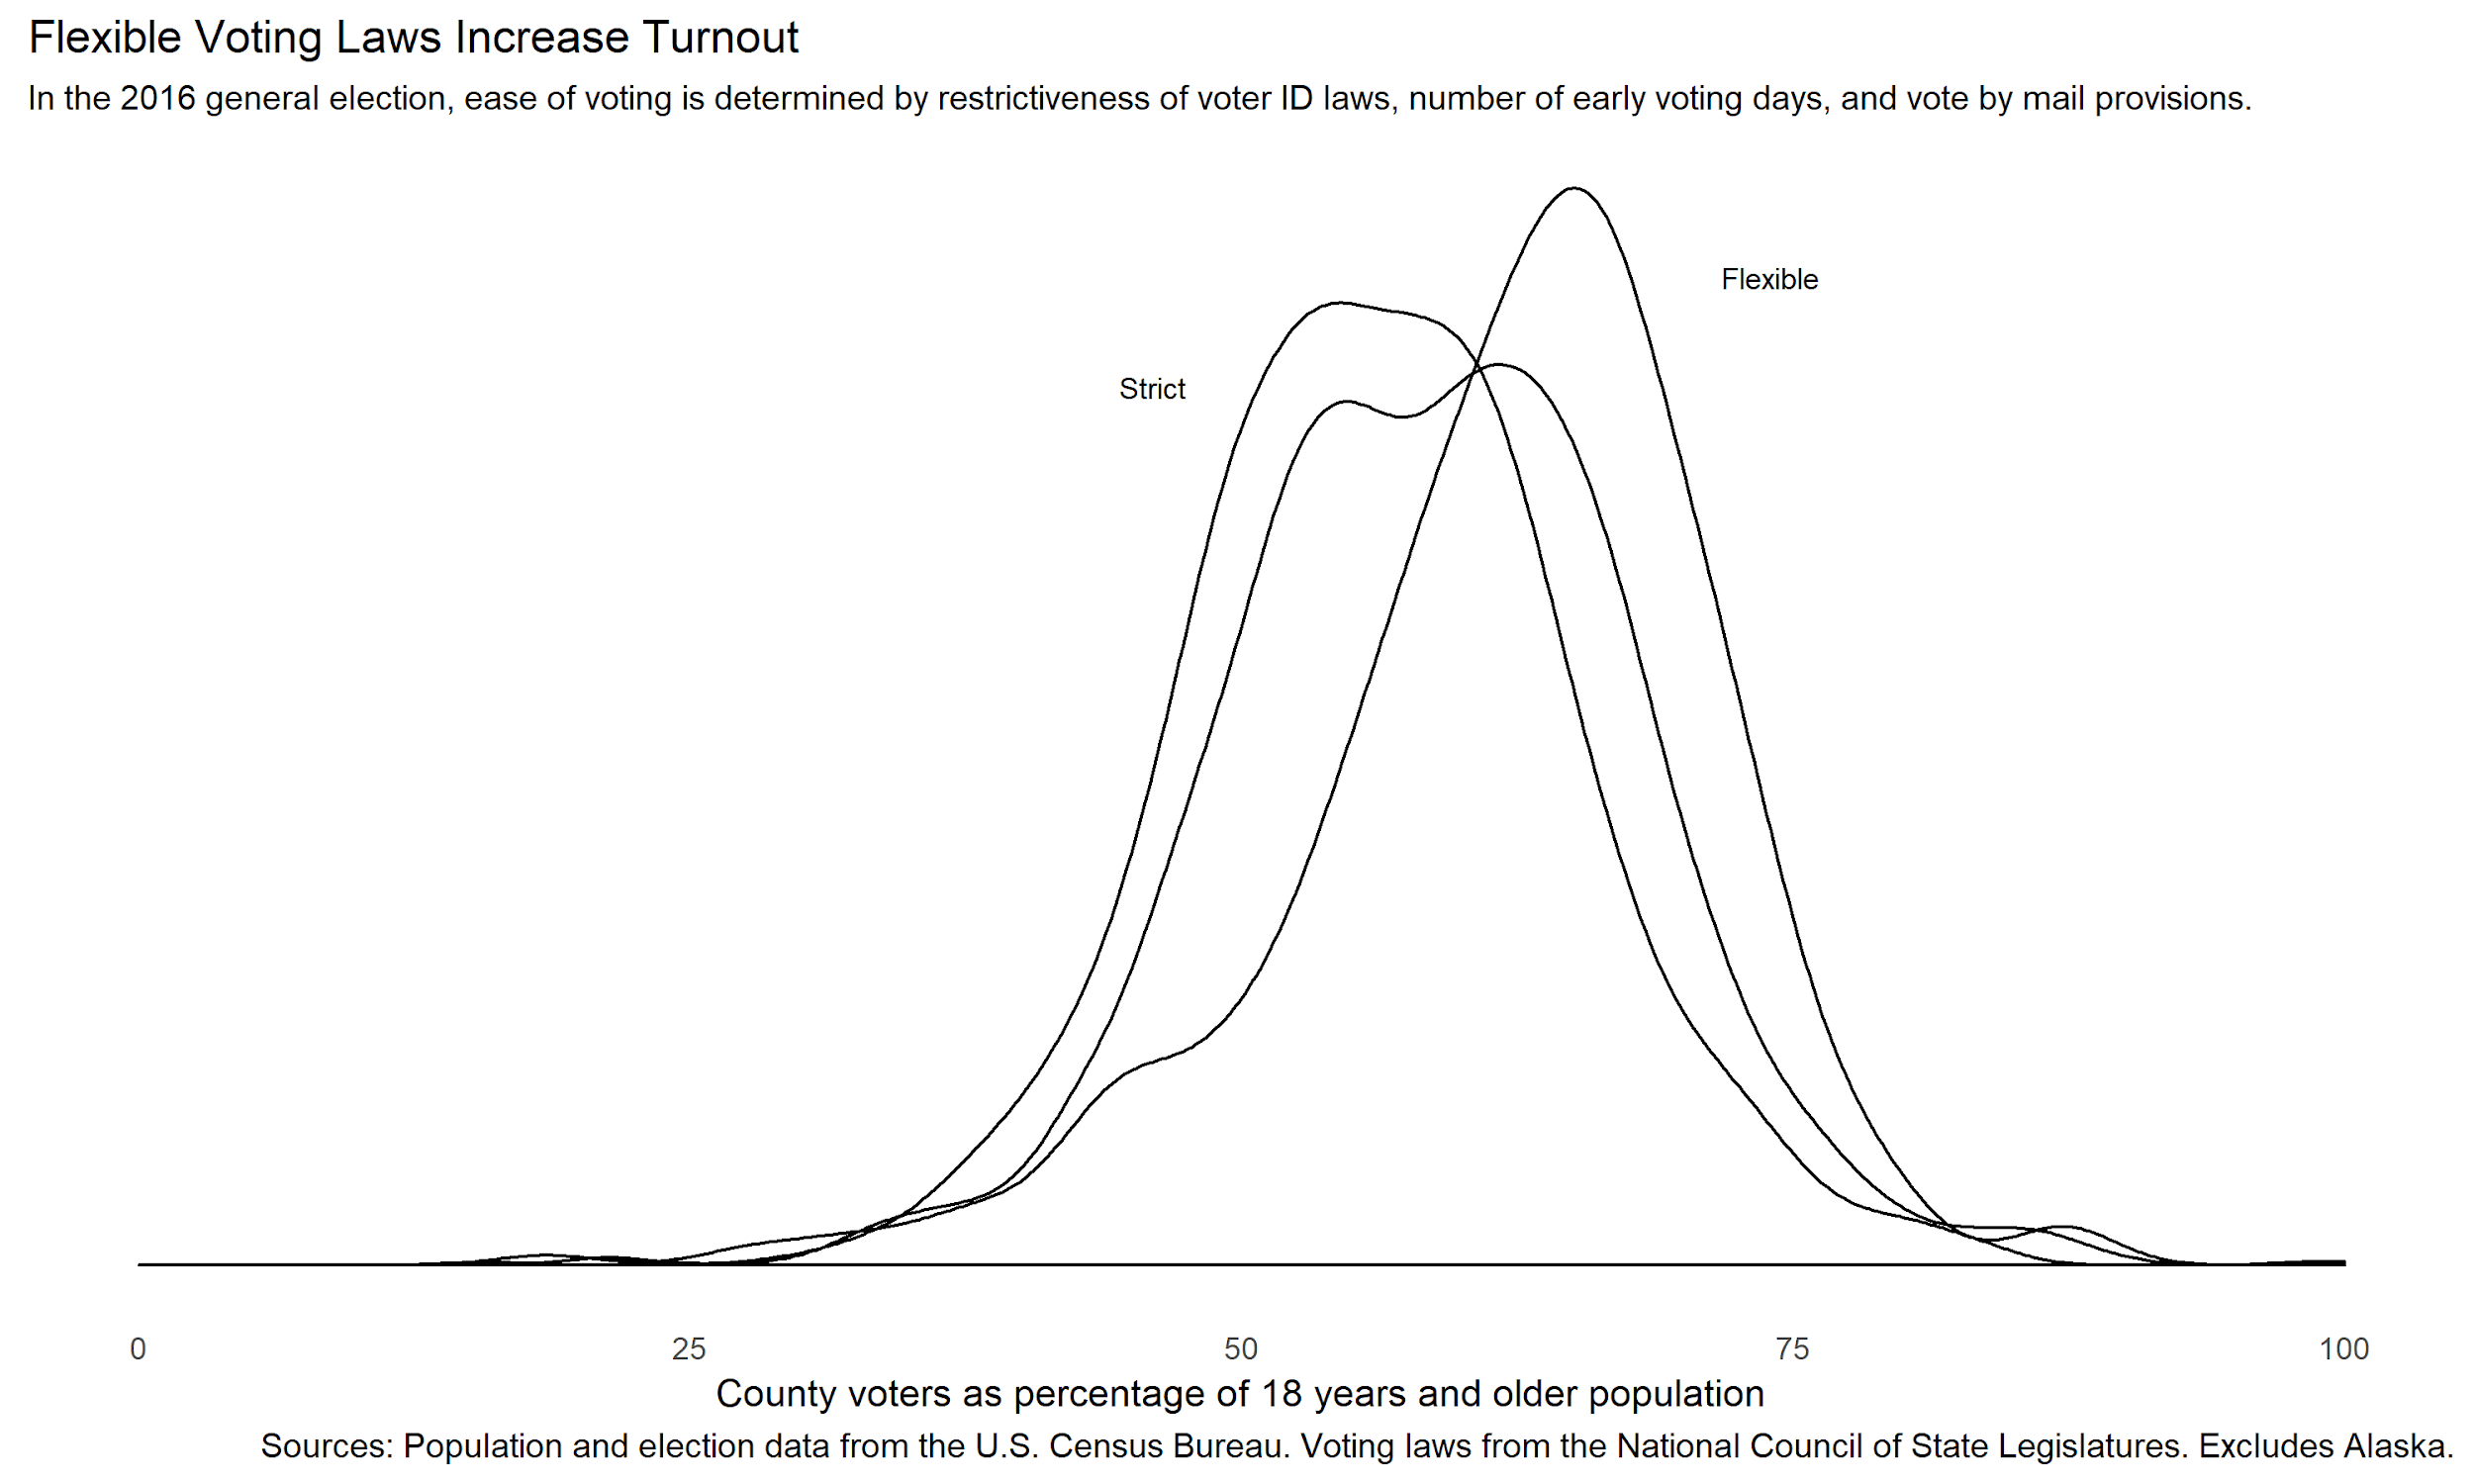 Flexible Voting Laws Increase Turnout
In the 2016 general election, ease of voting is determined by restrictiveness of voter ID laws, number of early voting days, and vote by mail provisions.
Flexible
Strict
0 25 50 75 100
County voters as percentage of 18 years and older population
Sources: Population and election data from the U.S. Census Bureau. Voting laws from the National Council of State Legislatures. Excludes Alaska.